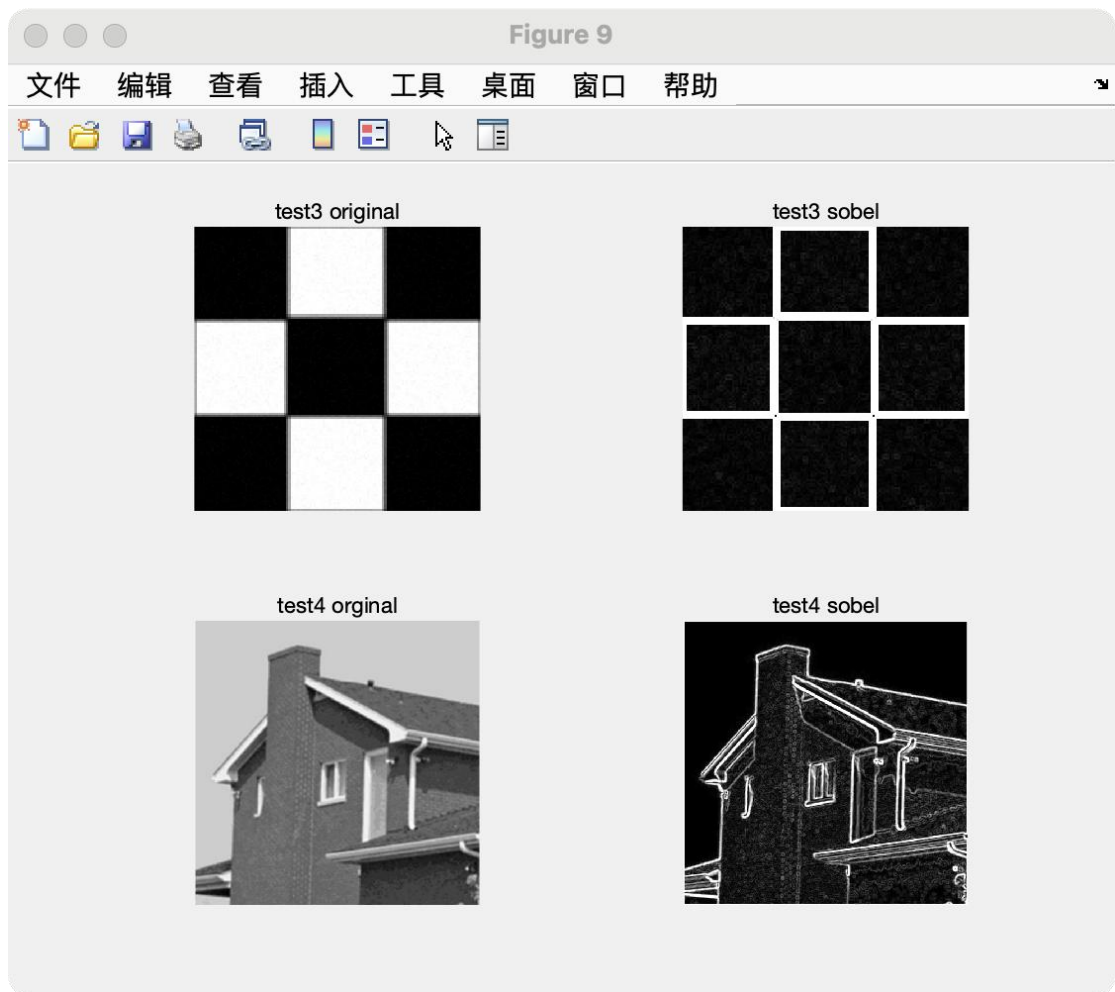 Figure 9
文件 编辑 查看 插入 工具 桌面 窗口 帮助
test3 original
test3 sobel
test4 orginal
test4 sobel